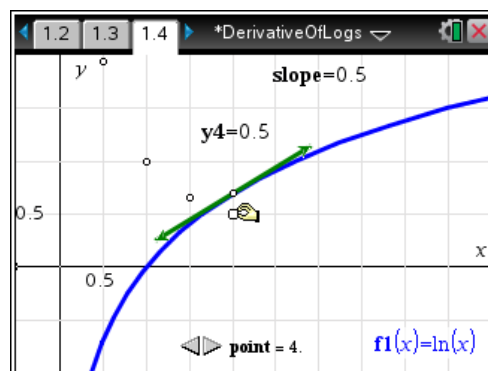 1.2 1.3 1.4 *DerivativeOfLogs
y
slope=0.5
y4=0.5
0.5
x
0.5
point = 4.
f1(x)=ln(x)